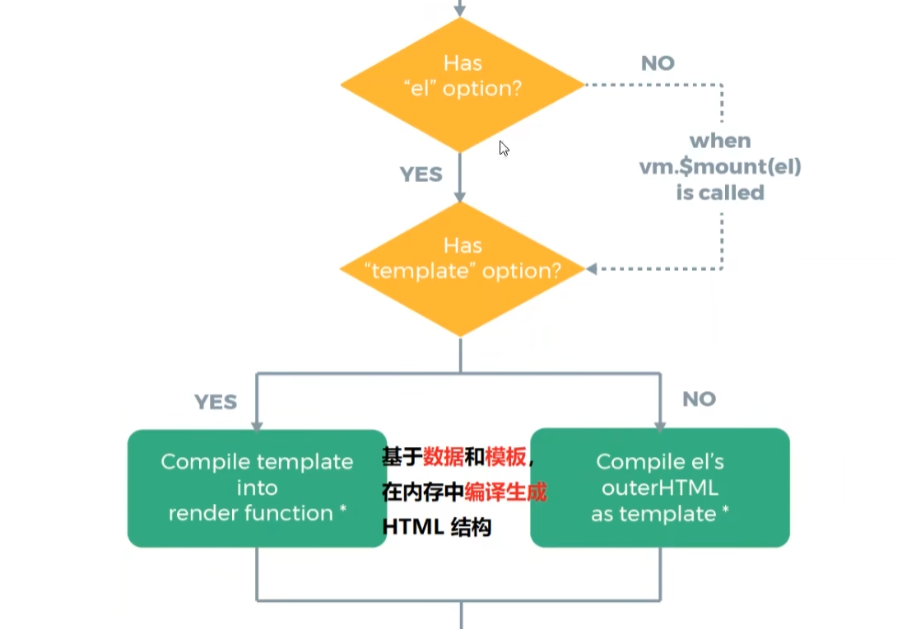 Has
“el” option?
NO
when
vm.$mount(el)
is called
YES
Has
“template” option?
YES
NO
Compile template
into
render function *
基于数据和模板,
在内存中编译生成
HTML 结构
Compile el’s
outerHTML
as template *